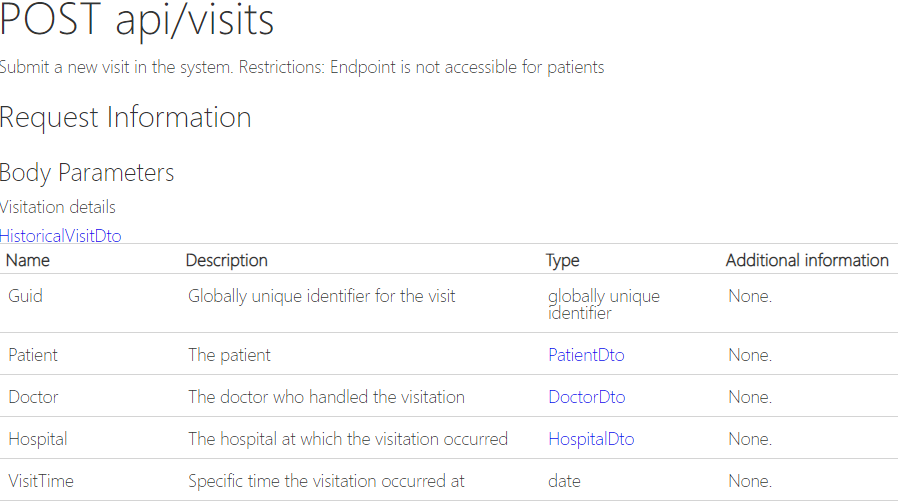 POST api/visits
Submit a new visit in the system. Restrictions: Endpoint is not accessible for patients
Request Information
Body Parameters
Visitation details
HistoricalVisitDto
Name Description Type Additional information
Guid Globally unique identifier for the visit globally unique identifier None.
Patient The patient PatientDto None.
Doctor The doctor who handled the visitation DoctorDto None.
Hospital The hospital at which the visitation occurred HospitalDto None.
VisitTime Specific time the visitation occurred at date None.